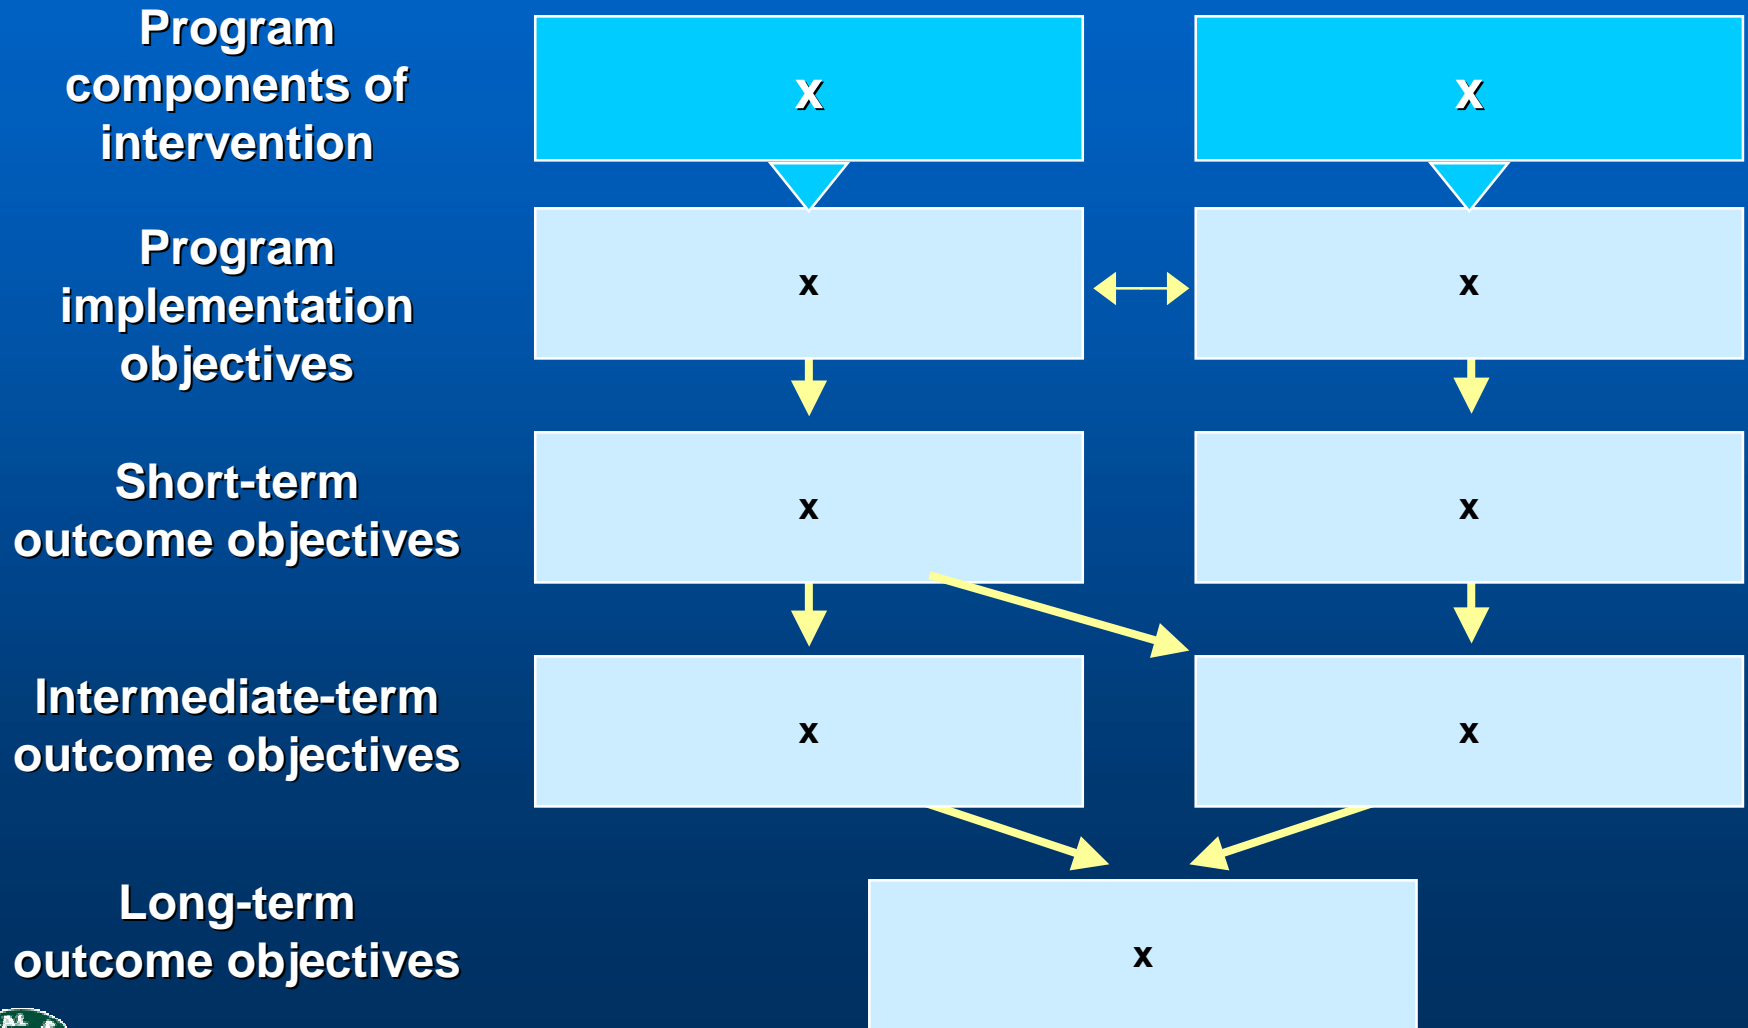 Program
components of
intervention
x
x
Program
implementation
objectives
x
x
Short-term
outcome objectives
x
x
Intermediate-term
outcome objectives
x
x
Long-term
outcome objectives
x